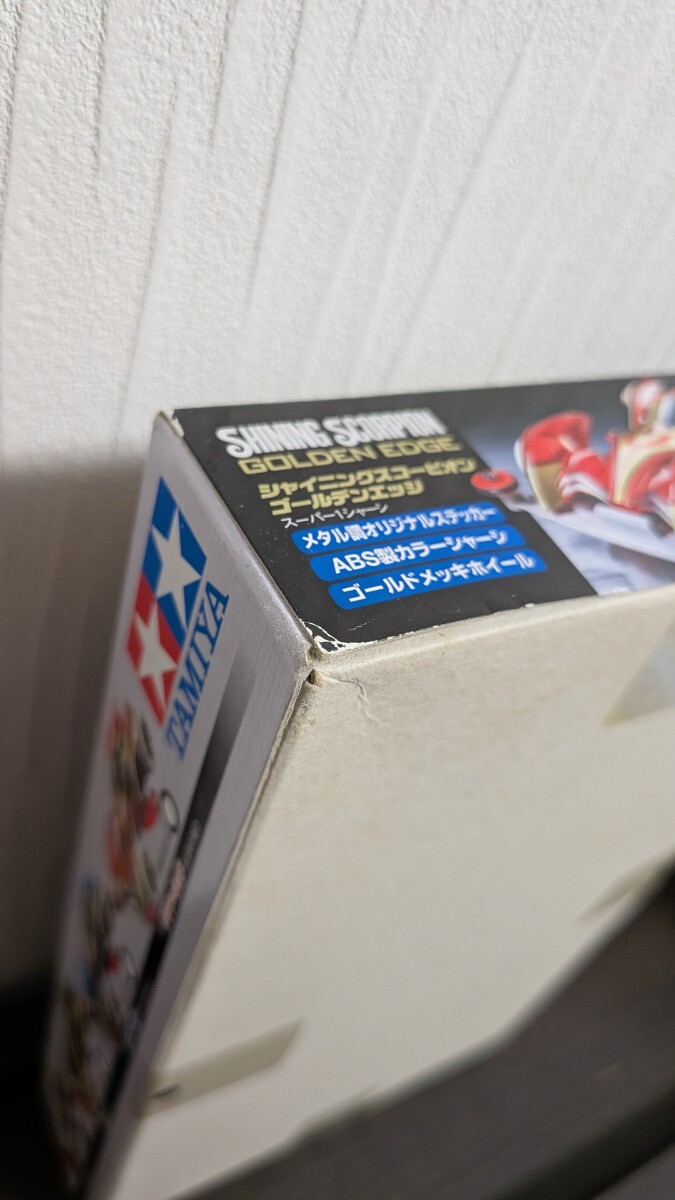 SHINING SCORPION
GOLDEN EDGE
シャイニングスコーピオン
ゴールデンエッジ
スーパー1シャーシ
メタル調オリジナルステッカー
ABS製カラーシャーシ
ゴールドメッキホイール
TAMIYA